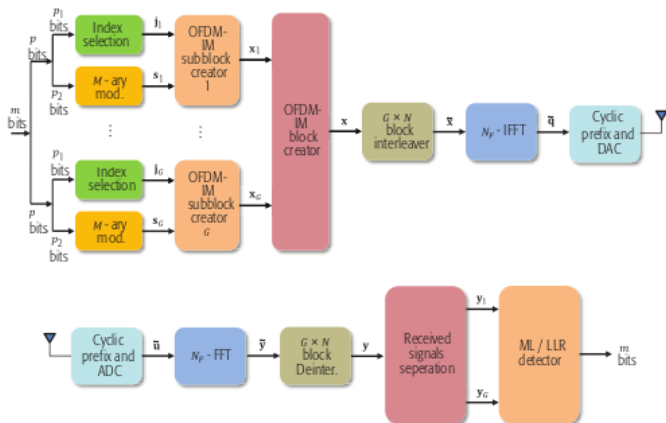 p₁
bits
Index
selection
j₁
p
bits
OFDM-
IM
subblock
creator
1
x₁
p₂
bits
M - ary
mod.
s₁
m
bits
⋮
⋮
OFDM-
IM
block
creator
x
G × N
block
interleaver
x̃
N_F - IFFT
q̃
Cyclic
prefix and
DAC
p₁
bits
Index
selection
j_G
p
bits
OFDM-
IM
subblock
creator
G
x_G
p₂
bits
M - ary
mod.
s_G
Cyclic
prefix and
ADC
ũ
N_F - FFT
ỹ
G × N
block
Deinter.
y
Received
signals
seperation
y₁
y_G
ML / LLR
detector
m
bits